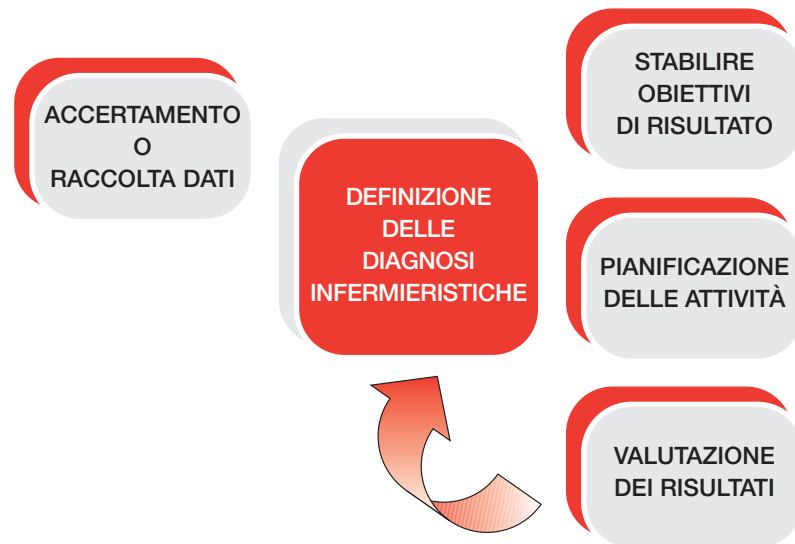 ACCERTAMENTO
O
RACCOLTA DATI
DEFINIZIONE
DELLE
DIAGNOSI
INFERMIERISTICHE
STABILIRE
OBIETTIVI
DI RISULTATO
PIANIFICAZIONE
DELLE ATTIVITÀ
VALUTAZIONE
DEI RISULTATI